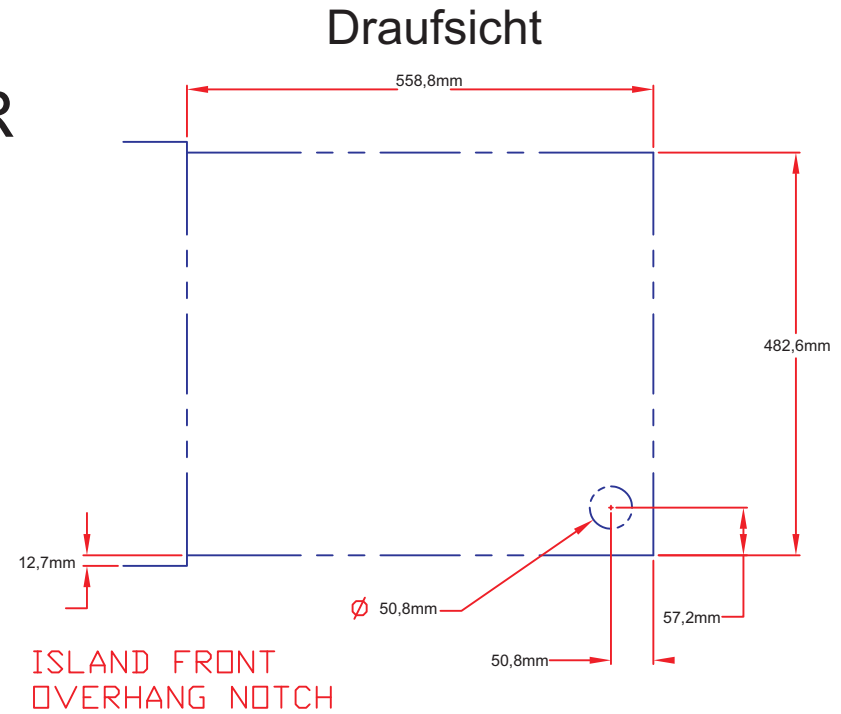 Draufsicht
R
558,8mm
482,6mm
12,7mm
Ø 50,8mm
57,2mm
50,8mm
ISLAND FRONT
OVERHANG NOTCH